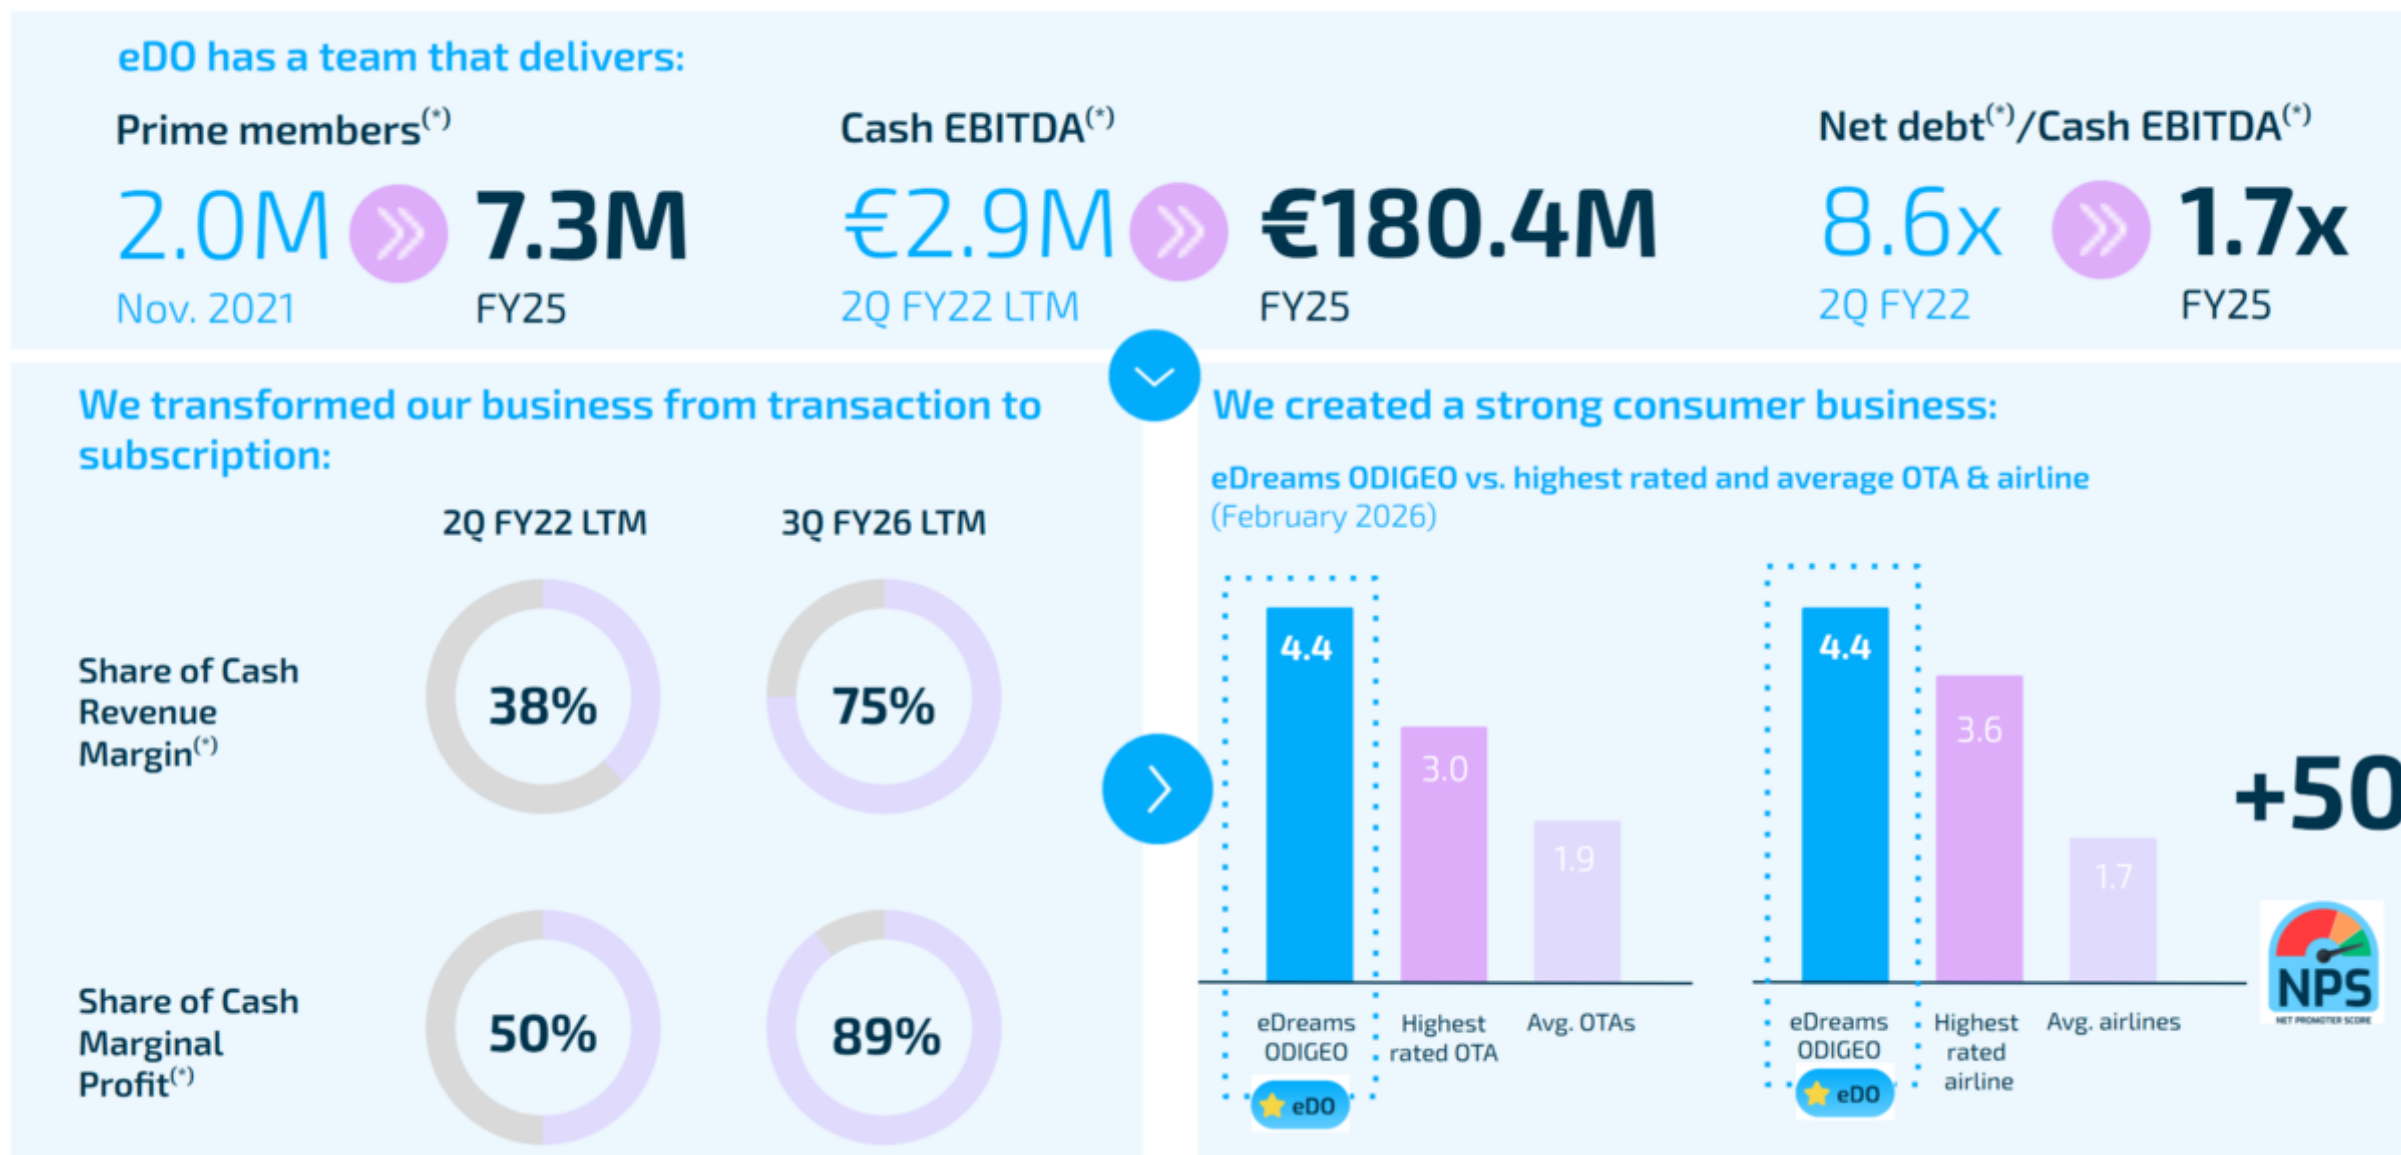 eDO has a team that delivers:
Prime members(*)
2.0M
7.3M
Nov. 2021
FY25
Cash EBITDA(*)
€2.9M
€180.4M
2Q FY22 LTM
FY25
Net debt(*)/Cash EBITDA(*)
8.6x
1.7x
2Q FY22
FY25
We transformed our business from transaction to
subscription:
2Q FY22 LTM
3Q FY26 LTM
Share of Cash
Revenue
Margin(*)
38%
75%
Share of Cash
Marginal
Profit(*)
50%
89%
We created a strong consumer business:
eDreams ODIGEO vs. highest rated and average OTA & airline
(February 2026)
4.4
3.0
1.9
eDreams
ODIGEO
Highest
rated OTA
Avg. OTAs
eDO
4.4
3.6
1.7
eDreams
ODIGEO
Highest
rated
airline
Avg. airlines
eDO
+50
NPS
NET PROMOTER SCORE